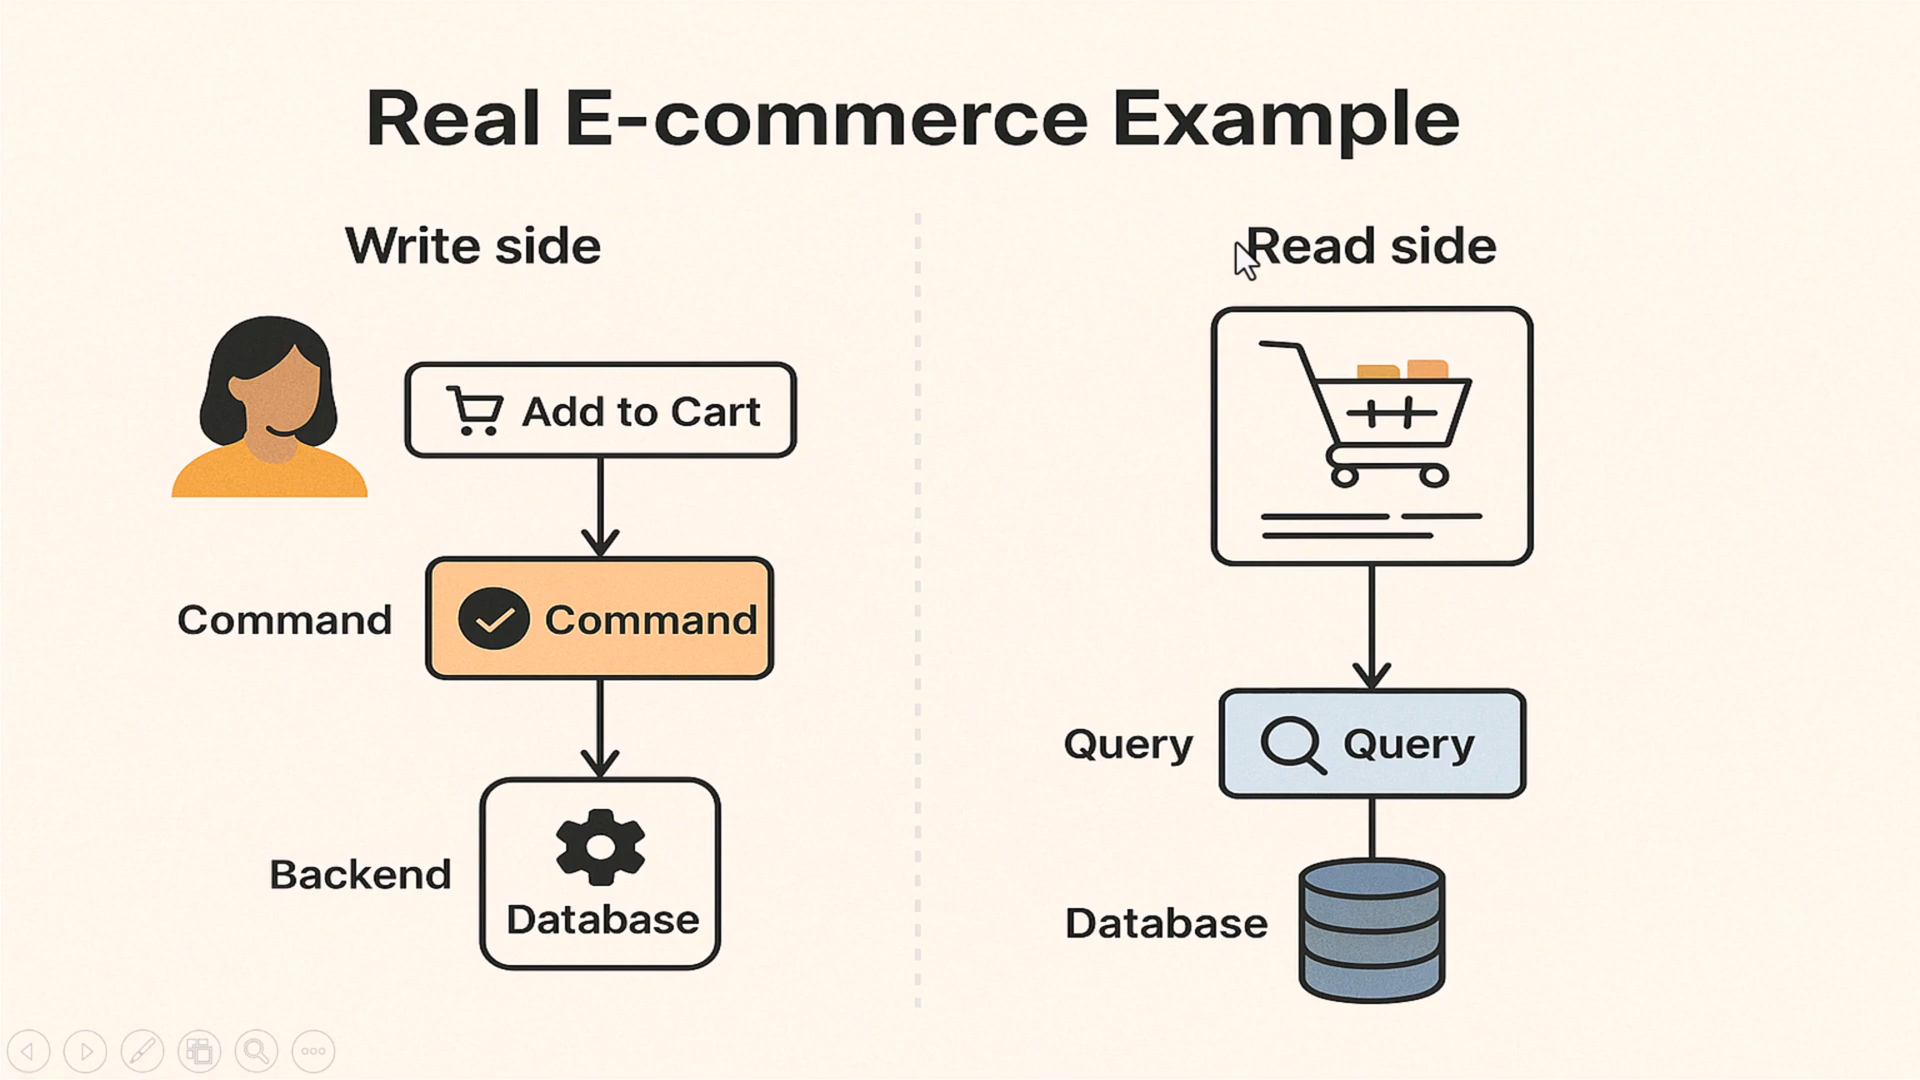 Real E-commerce Example
Write side
Add to Cart
Command
Command
Backend
Database
Read side
Query
Query
Database